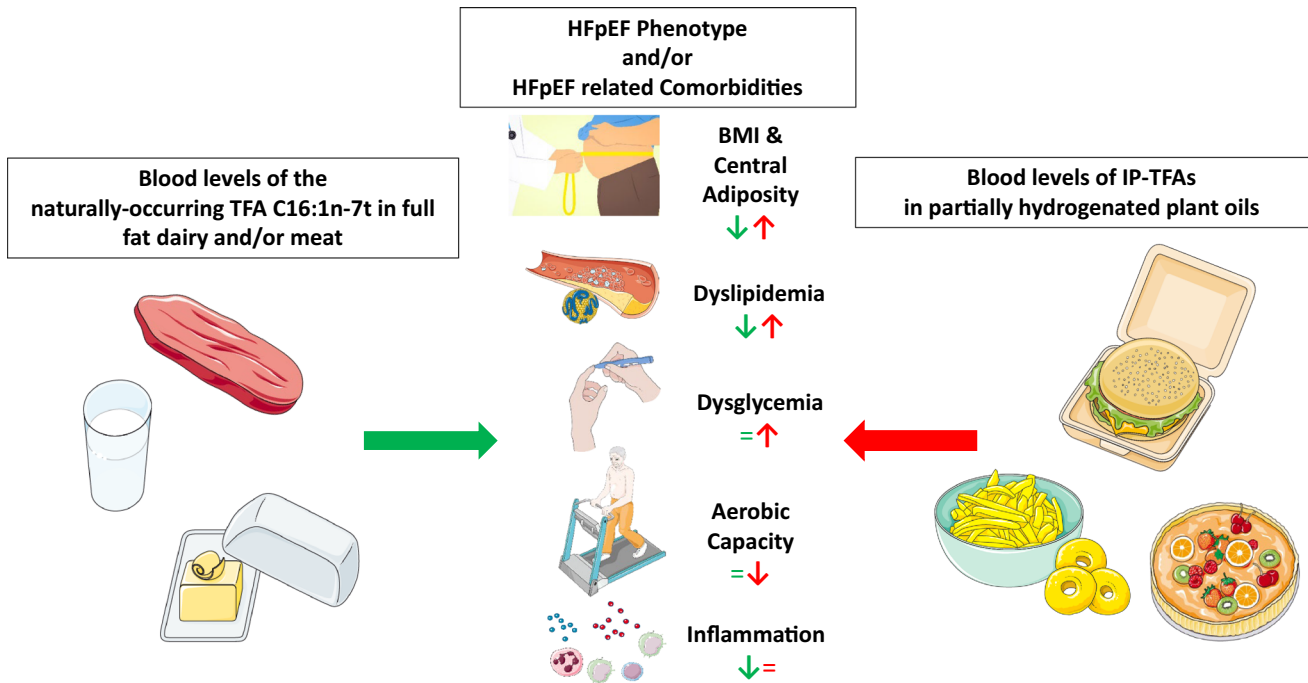 HFpEF Phenotype
and/or
HFpEF related Comorbidities
Blood levels of the
naturally-occurring TFA C16:1n-7t in full
fat dairy and/or meat
BMI &
Central
Adiposity
↓ ↑
Dyslipidemia
↓ ↑
Dysglycemia
= ↑
Aerobic
Capacity
= ↓
Inflammation
↓ =
Blood levels of IP-TFAs
in partially hydrogenated plant oils